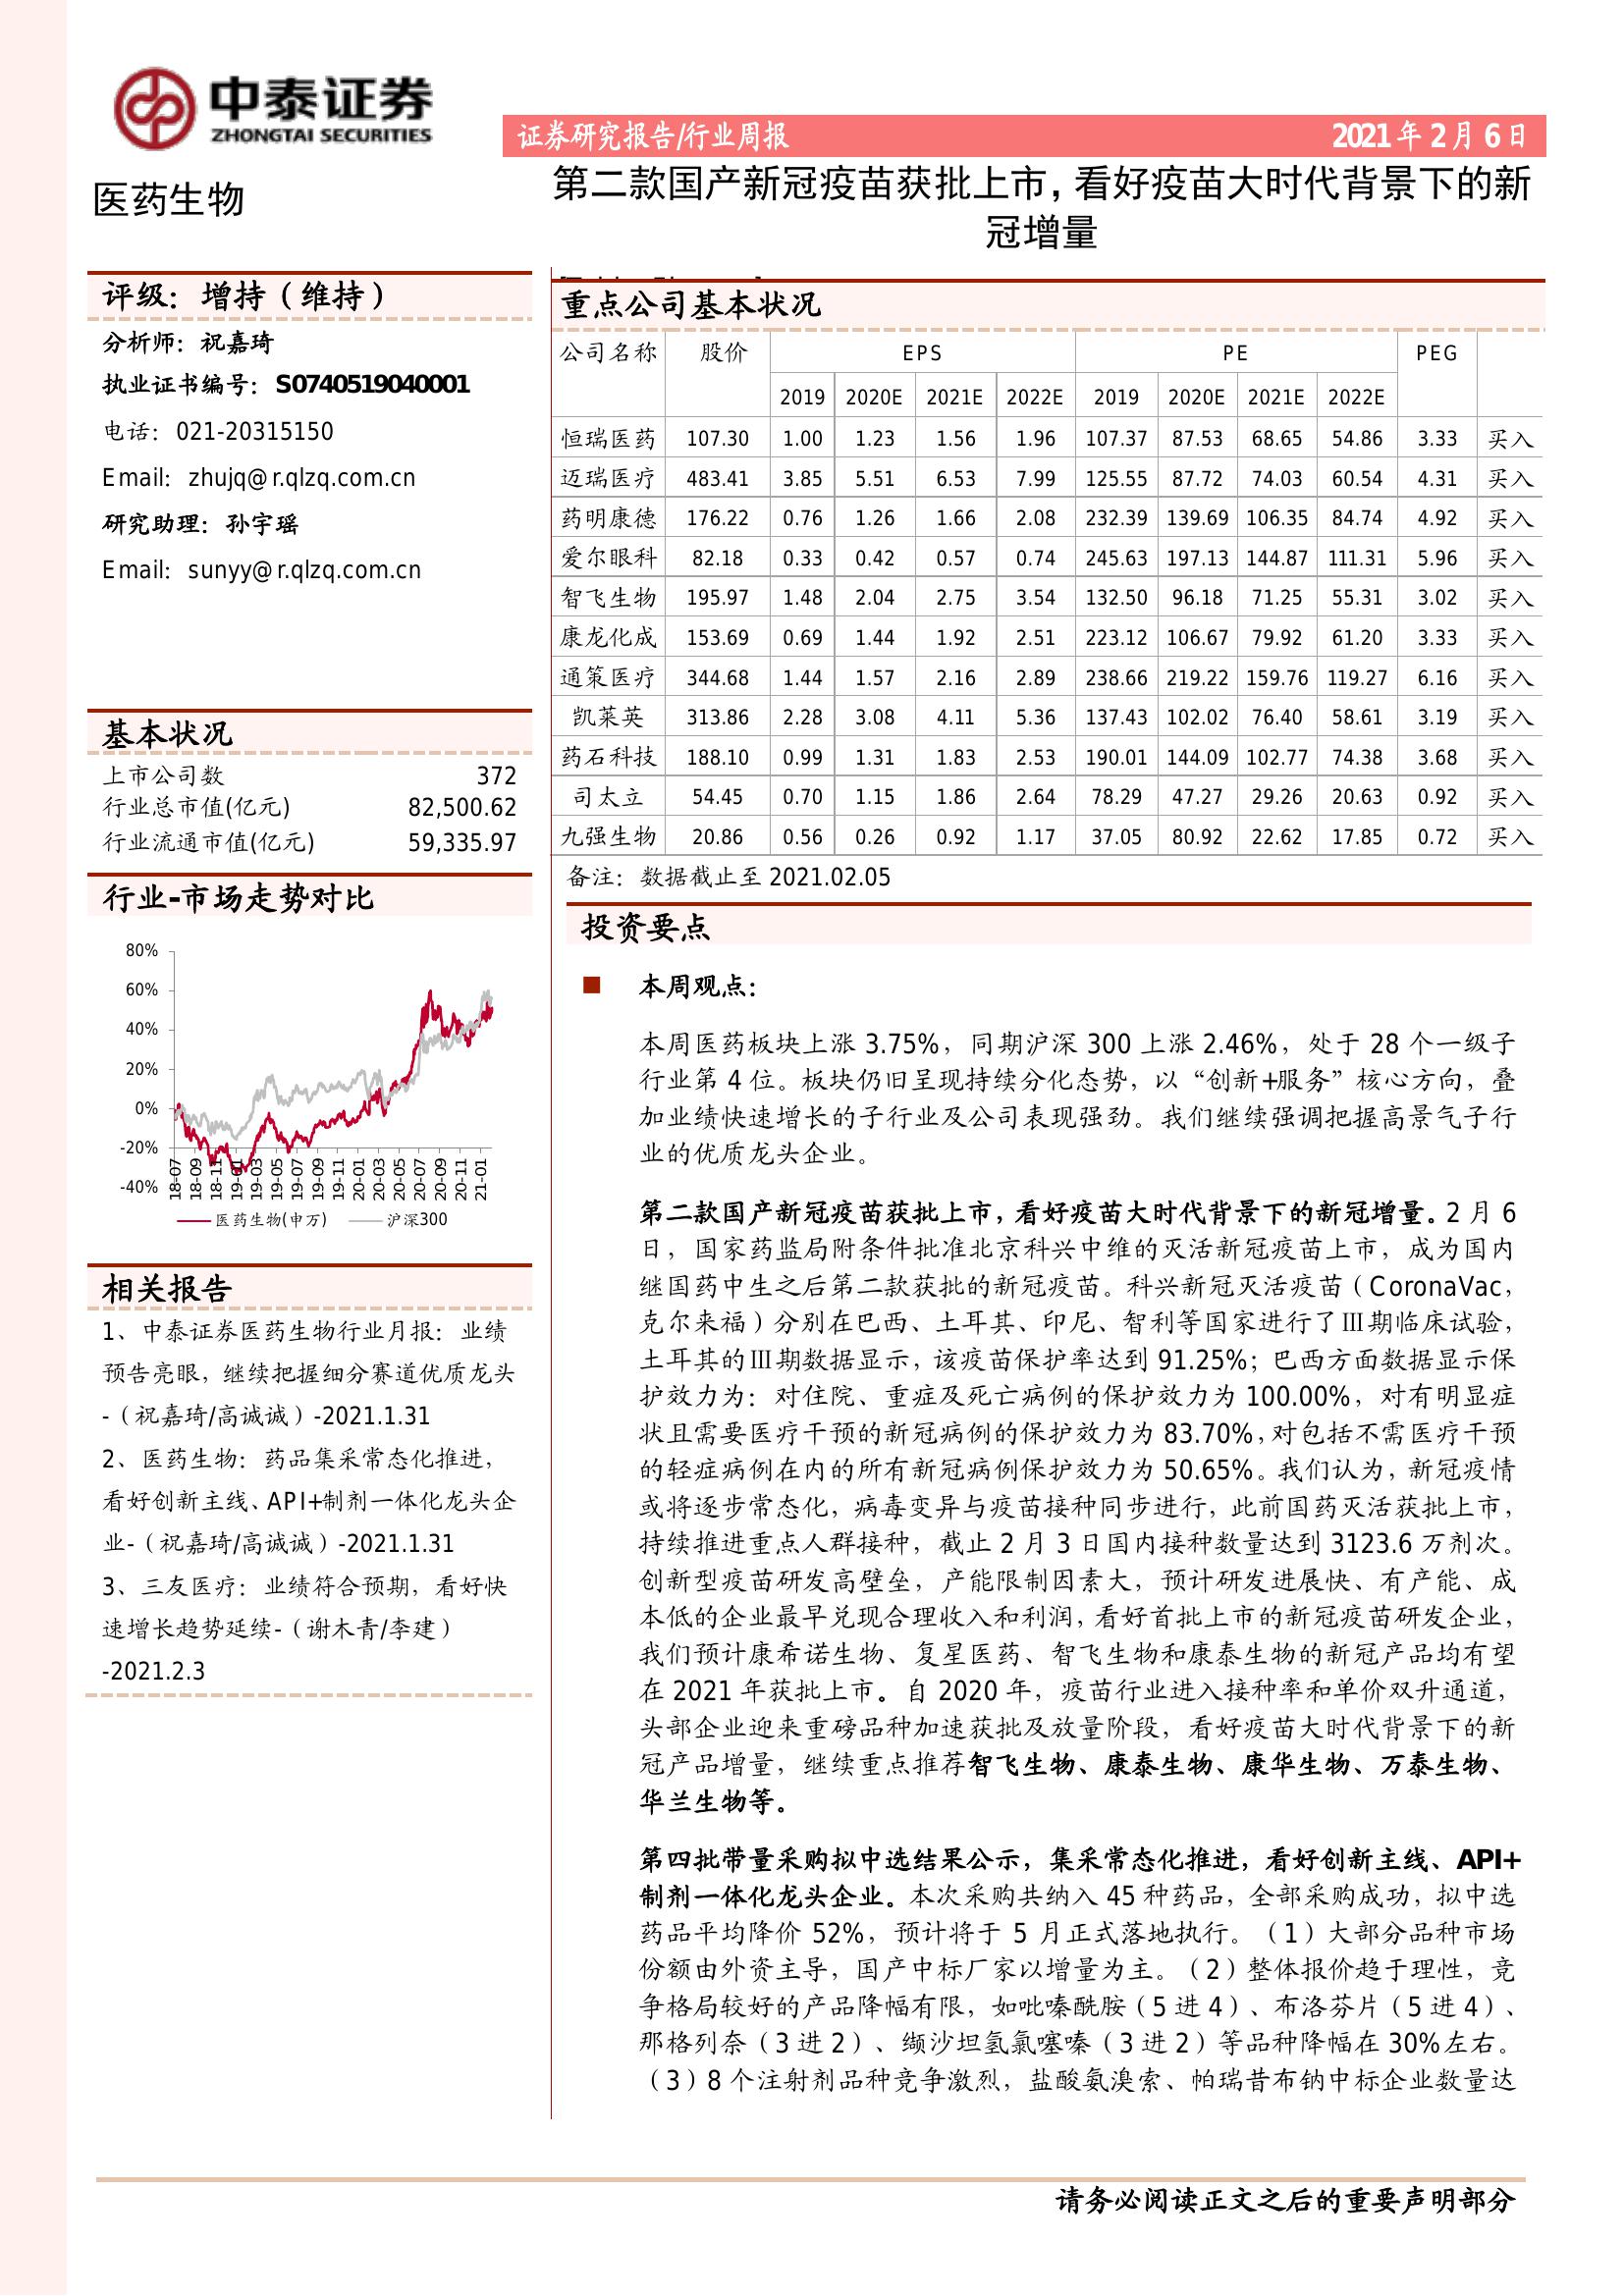 中泰证券
ZHONGTAI SECURITIES
证券研究报告/行业周报 2021 年 2 月 6 日
医药生物
第二款国产新冠疫苗获批上市，看好疫苗大时代背景下的新
冠增量
评级：增持（维持）
分析师：祝嘉琦
执业证书编号：S0740519040001
电话：021-20315150
Email：zhujq@r.qlzq.com.cn
研究助理：孙宇瑶
Email：sunyy@r.qlzq.com.cn
基本状况
上市公司数 372
行业总市值(亿元) 82,500.62
行业流通市值(亿元) 59,335.97
行业-市场走势对比
80%
60%
40%
20%
0%
-20%
-40%
18-07 18-09 18-11 19-01 19-03 19-05 19-07 19-09 19-11 20-01 20-03 20-05 20-07 20-09 20-11 21-01
医药生物(申万) 沪深300
相关报告
1、中泰证券医药生物行业月报：业绩
预告亮眼，继续把握细分赛道优质龙头
-（祝嘉琦/高诚诚）-2021.1.31
2、医药生物：药品集采常态化推进，
看好创新主线、API+制剂一体化龙头企
业-（祝嘉琦/高诚诚）-2021.1.31
3、三友医疗：业绩符合预期，看好快
速增长趋势延续-（谢木青/李建）
-2021.2.3
重点公司基本状况
公司名称 股价 EPS PE PEG
2019 2020E 2021E 2022E 2019 2020E 2021E 2022E
恒瑞医药 107.30 1.00 1.23 1.56 1.96 107.37 87.53 68.65 54.86 3.33 买入
迈瑞医疗 483.41 3.85 5.51 6.53 7.99 125.55 87.72 74.03 60.54 4.31 买入
药明康德 176.22 0.76 1.26 1.66 2.08 232.39 139.69 106.35 84.74 4.92 买入
爱尔眼科 82.18 0.33 0.42 0.57 0.74 245.63 197.13 144.87 111.31 5.96 买入
智飞生物 195.97 1.48 2.04 2.75 3.54 132.50 96.18 71.25 55.31 3.02 买入
康龙化成 153.69 0.69 1.44 1.92 2.51 223.12 106.67 79.92 61.20 3.33 买入
通策医疗 344.68 1.44 1.57 2.16 2.89 238.66 219.22 159.76 119.27 6.16 买入
凯莱英 313.86 2.28 3.08 4.11 5.36 137.43 102.02 76.40 58.61 3.19 买入
药石科技 188.10 0.99 1.31 1.83 2.53 190.01 144.09 102.77 74.38 3.68 买入
司太立 54.45 0.70 1.15 1.86 2.64 78.29 47.27 29.26 20.63 0.92 买入
九强生物 20.86 0.56 0.26 0.92 1.17 37.05 80.92 22.62 17.85 0.72 买入
备注：数据截止至 2021.02.05
投资要点
■ 本周观点：
本周医药板块上涨 3.75%，同期沪深 300 上涨 2.46%，处于 28 个一级子
行业第 4 位。板块仍旧呈现持续分化态势，以“创新+服务”核心方向，叠
加业绩快速增长的子行业及公司表现强劲。我们继续强调把握高景气子行
业的优质龙头企业。
第二款国产新冠疫苗获批上市，看好疫苗大时代背景下的新冠增量。2 月 6
日，国家药监局附条件批准北京科兴中维的灭活新冠疫苗上市，成为国内
继国药中生之后第二款获批的新冠疫苗。科兴新冠灭活疫苗（CoronaVac，
克尔来福）分别在巴西、土耳其、印尼、智利等国家进行了Ⅲ期临床试验，
土耳其的Ⅲ期数据显示，该疫苗保护率达到 91.25%；巴西方面数据显示保
护效力为：对住院、重症及死亡病例的保护效力为 100.00%，对有明显症
状且需要医疗干预的新冠病例的保护效力为 83.70%，对包括不需医疗干预
的轻症病例在内的所有新冠病例保护效力为 50.65%。我们认为，新冠疫情
或将逐步常态化，病毒变异与疫苗接种同步进行，此前国药灭活获批上市，
持续推进重点人群接种，截止 2 月 3 日国内接种数量达到 3123.6 万剂次。
创新型疫苗研发高壁垒，产能限制因素大，预计研发进展快、有产能、成
本低的企业最早兑现合理收入和利润，看好首批上市的新冠疫苗研发企业，
我们预计康希诺生物、复星医药、智飞生物和康泰生物的新冠产品均有望
在 2021 年获批上市。自 2020 年，疫苗行业进入接种率和单价双升通道，
头部企业迎来重磅品种加速获批及放量阶段，看好疫苗大时代背景下的新
冠产品增量，继续重点推荐智飞生物、康泰生物、康华生物、万泰生物、
华兰生物等。
第四批带量采购拟中选结果公示，集采常态化推进，看好创新主线、API+
制剂一体化龙头企业。本次采购共纳入 45 种药品，全部采购成功，拟中选
药品平均降价 52%，预计将于 5 月正式落地执行。（1）大部分品种市场
份额由外资主导，国产中标厂家以增量为主。（2）整体报价趋于理性，竞
争格局较好的产品降幅有限，如吡嗪酰胺（5 进 4）、布洛芬片（5 进 4）、
那格列奈（3 进 2）、缬沙坦氢氯噻嗪（3 进 2）等品种降幅在 30%左右。
（3）8 个注射剂品种竞争激烈，盐酸氨溴索、帕瑞昔布钠中标企业数量达
请务必阅读正文之后的重要声明部分